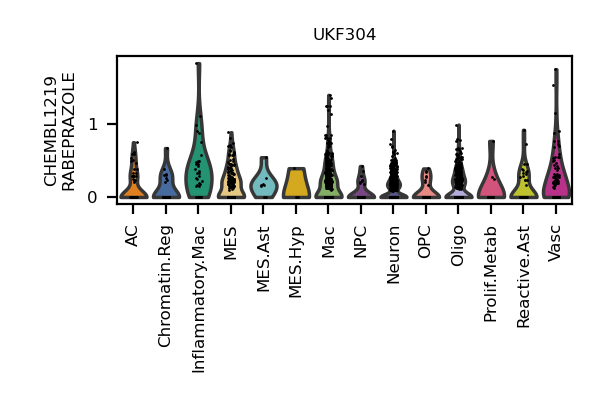 UKF304
CHEMBL1219
RABEPRAZOLE
1
0
AC
Chromatin.Reg
Inflammatory.Mac
MES
MES.Ast
MES.Hyp
Mac
NPC
Neuron
OPC
Oligo
Prolif.Metab
Reactive.Ast
Vasc